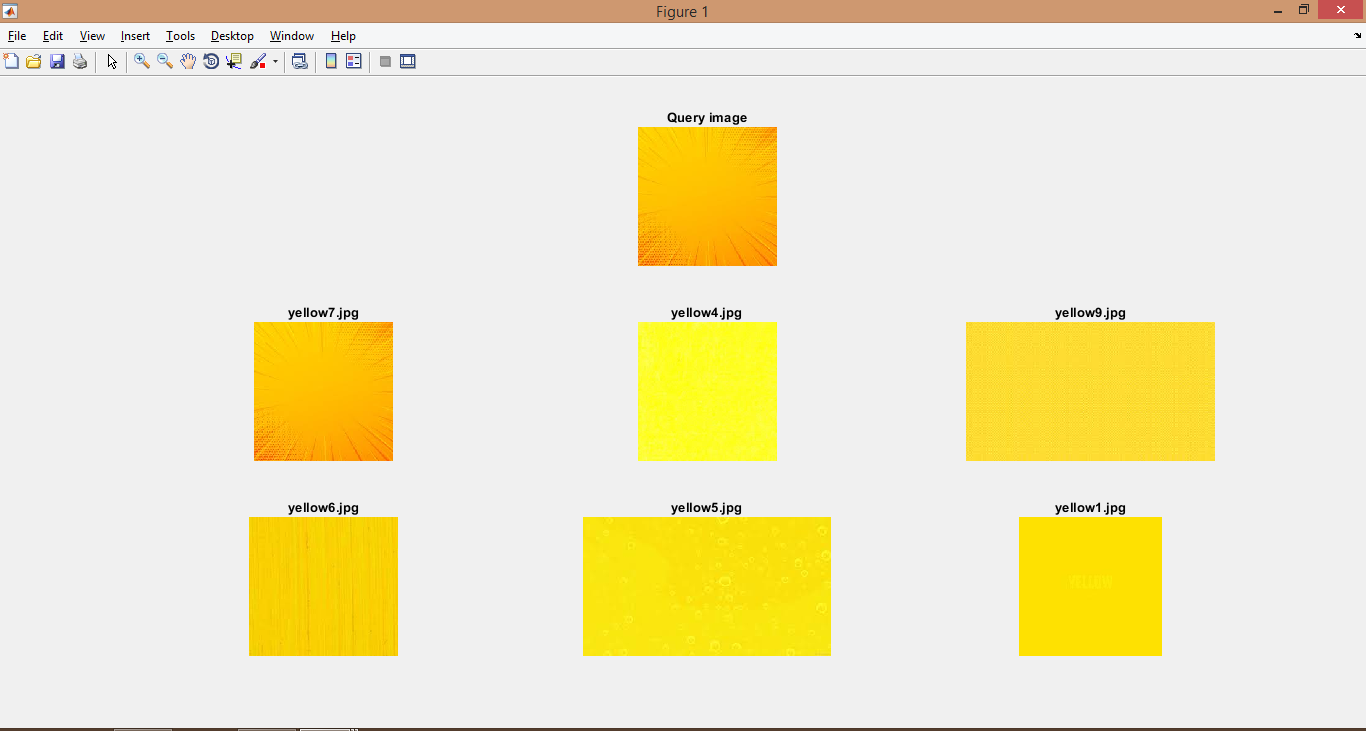 Figure 1
File Edit View Insert Tools Desktop Window Help
Query image
yellow7.jpg yellow4.jpg yellow9.jpg
yellow6.jpg yellow5.jpg yellow1.jpg
YELLOW